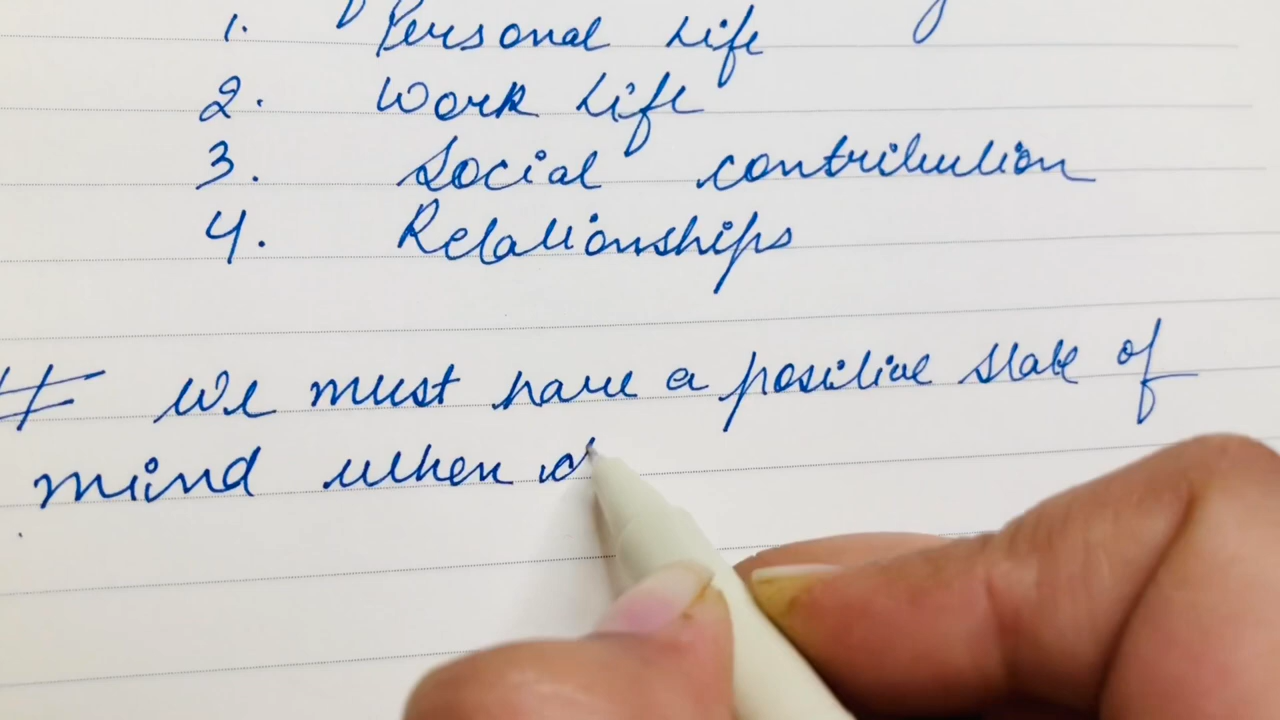 1. Personal Life
2. Work Life
3. Social contribution
4. Relationships
# We must have a positive state of
mind when